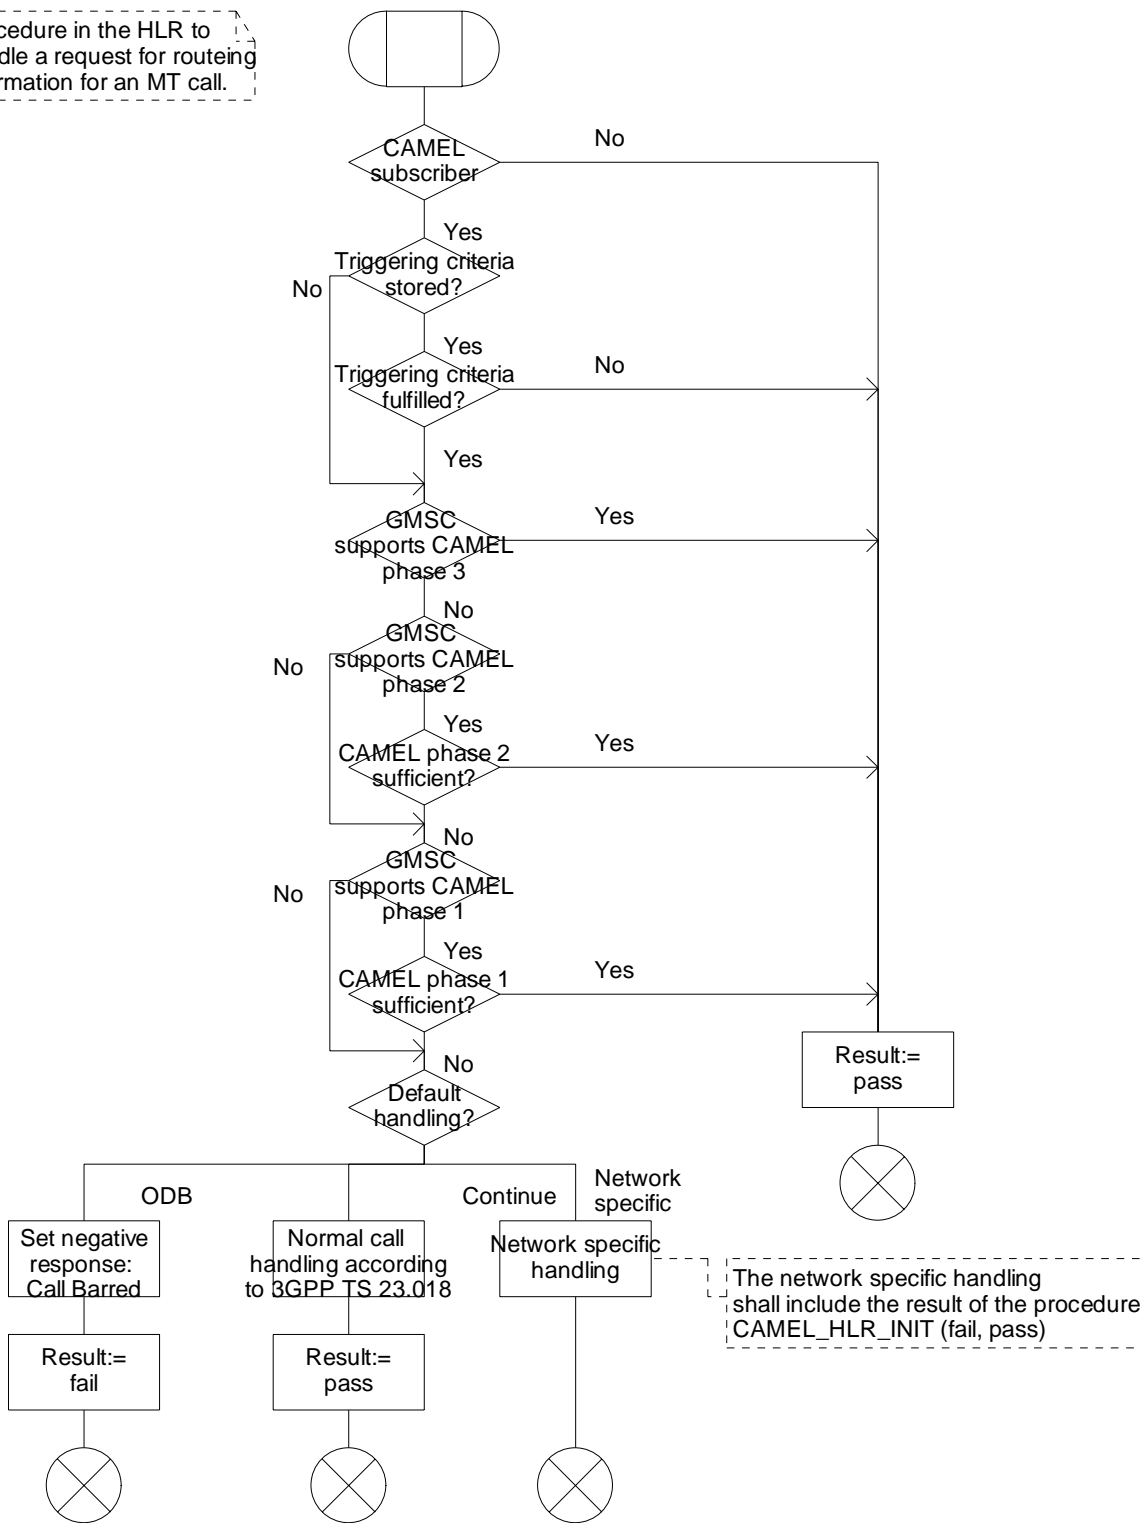 cedure in the HLR to
dle a request for routeing
rmation for an MT call.
CAMEL
subscriber
No
Yes
Triggering criteria
stored?
No
Yes
Triggering criteria
fulfilled?
No
Yes
GMSC
supports CAMEL
phase 3
Yes
No
GMSC
supports CAMEL
phase 2
No
Yes
CAMEL phase 2
sufficient?
Yes
No
GMSC
supports CAMEL
phase 1
No
Yes
CAMEL phase 1
sufficient?
Yes
No
Default
handling?
Result:=
pass
ODB
Continue
Network
specific
Set negative
response:
Call Barred
Normal call
handling according
to 3GPP TS 23.018
Network specific
handling
The network specific handling
shall include the result of the procedure
CAMEL_HLR_INIT (fail, pass)
Result:=
fail
Result:=
pass